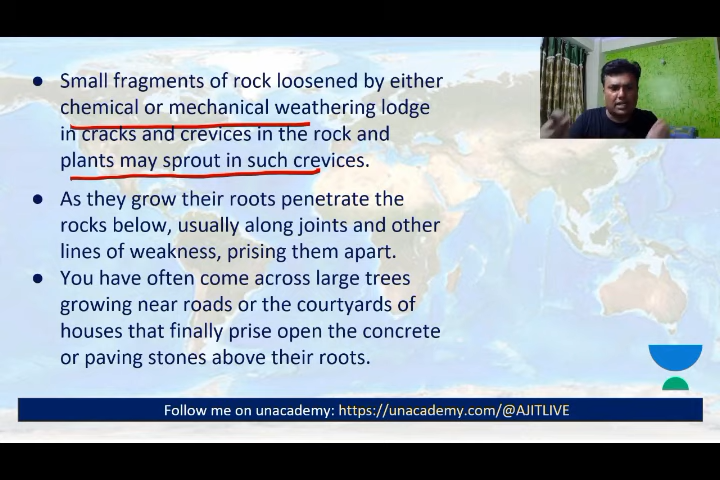 ● Small fragments of rock loosened by either
chemical or mechanical weathering lodge
in cracks and crevices in the rock and
plants may sprout in such crevices.
● As they grow their roots penetrate the
rocks below, usually along joints and other
lines of weakness, prising them apart.
● You have often come across large trees
growing near roads or the courtyards of
houses that finally prise open the concrete
or paving stones above their roots.
Follow me on unacademy: https://unacademy.com/@AJITLIVE